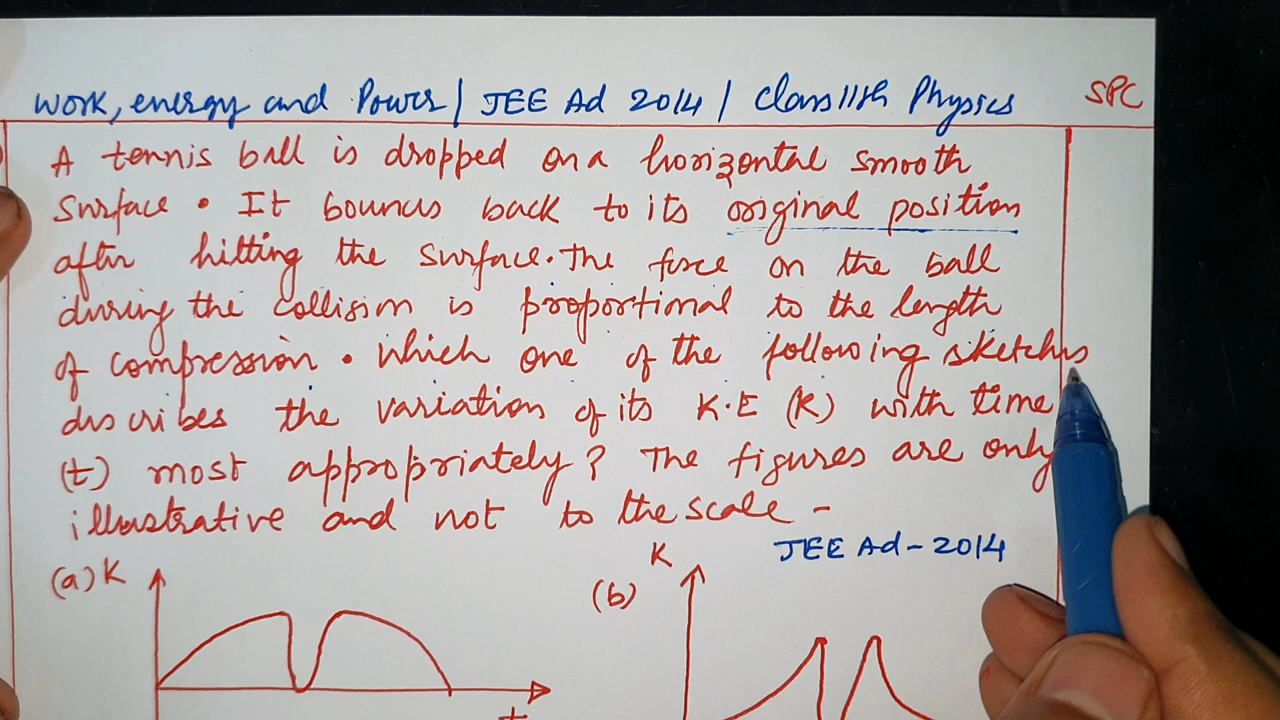 work, energy and Power | JEE Ad 2014 | Class 11th Physics
SPC
A tennis ball is dropped on a horizontal smooth
surface. It bounces back to its original position
after hitting the surface. The force on the ball
during the collision is proportional to the length
of compression. which one of the following sketches
describes the variation of its K.E (K) with time
(t) most appropriately? The figures are only
illustrative and not to the scale -
JEE Ad - 2014
(a) K
(b) K
t